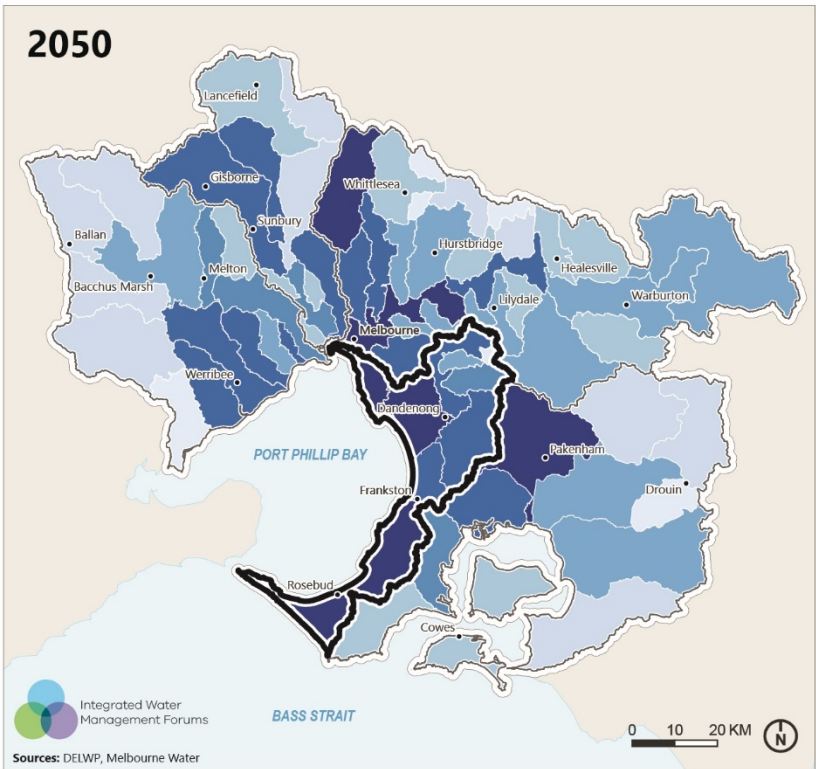 2050
Lancefield
Gisborne
Whittlesea
Sunbury
Ballan
Hurstbridge
Healesville
Bacchus Marsh
Melton
Lilydale
Warburton
Melbourne
Werribee
Dandenong
PORT PHILLIP BAY
Pakenham
Frankston
Drouin
Rosebud
Cowes
Integrated Water
Management Forums
BASS STRAIT
0 10 20 KM
N
Sources: DELWP, Melbourne Water